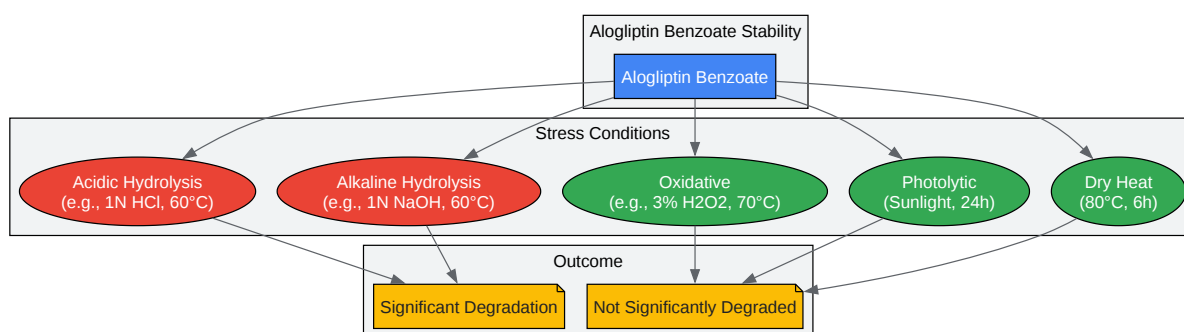 Alogliptin Benzoate Stability
Alogliptin Benzoate
Stress Conditions
Acidic Hydrolysis
(e.g., 1N HCl, 60°C)
Alkaline Hydrolysis
(e.g., 1N NaOH, 60°C)
Oxidative
(e.g., 3% H2O2, 70°C)
Photolytic
(Sunlight, 24h)
Dry Heat
(80°C, 6h)
Outcome
Significant Degradation
Not Significantly Degraded